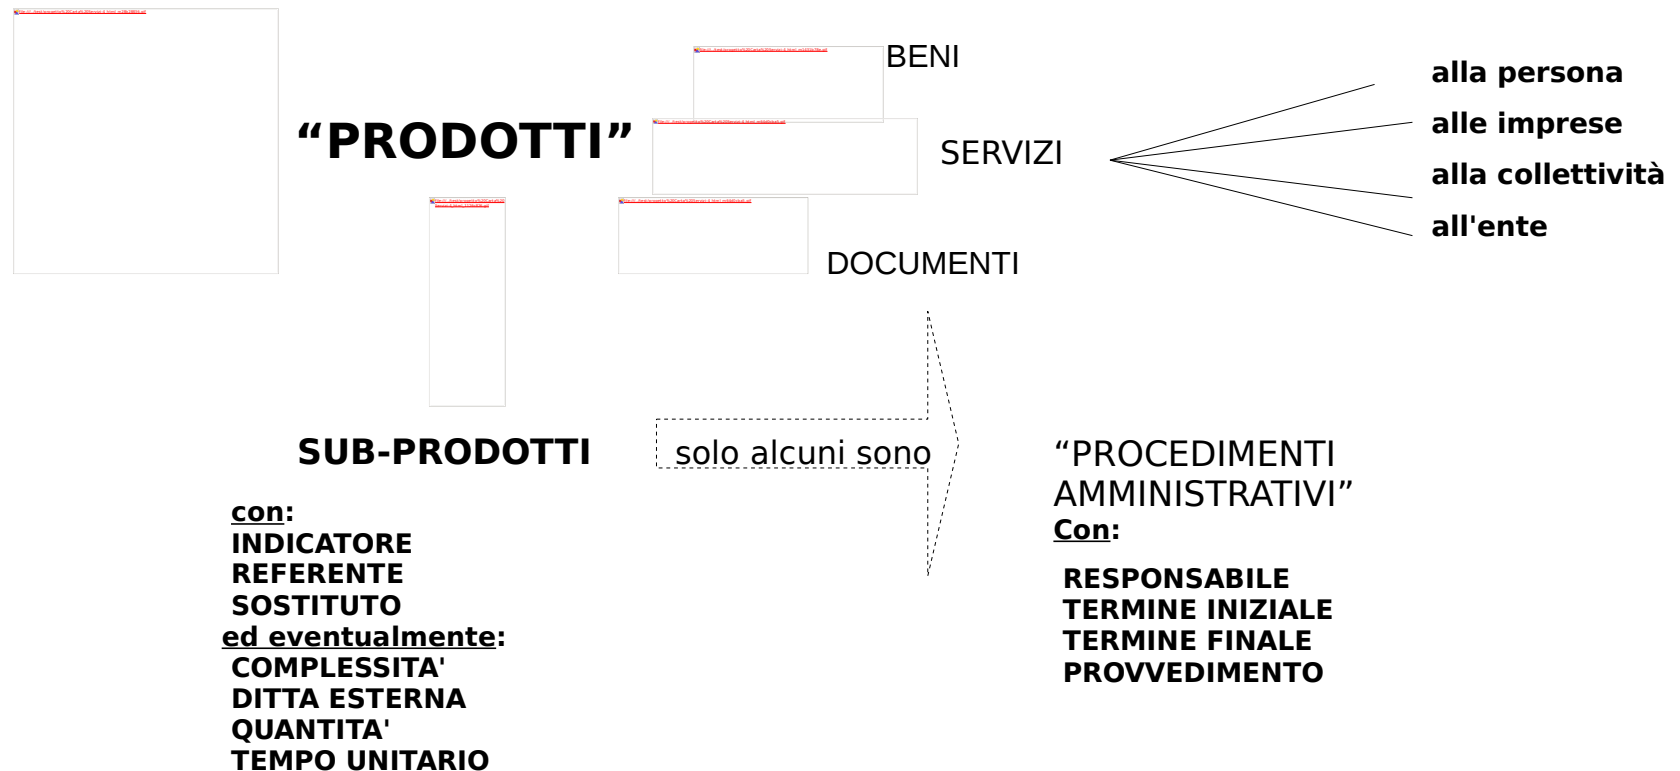 BENI
“PRODOTTI”
SERVIZI
DOCUMENTI
alla persona
alle imprese
alla collettività
all'ente
SUB-PRODOTTI
solo alcuni sono
“PROCEDIMENTI
AMMINISTRATIVI”
Con:
RESPONSABILE
TERMINE INIZIALE
TERMINE FINALE
PROVVEDIMENTO
con:
INDICATORE
REFERENTE
SOSTITUTO
ed eventualmente:
COMPLESSITA'
DITTA ESTERNA
QUANTITA'
TEMPO UNITARIO